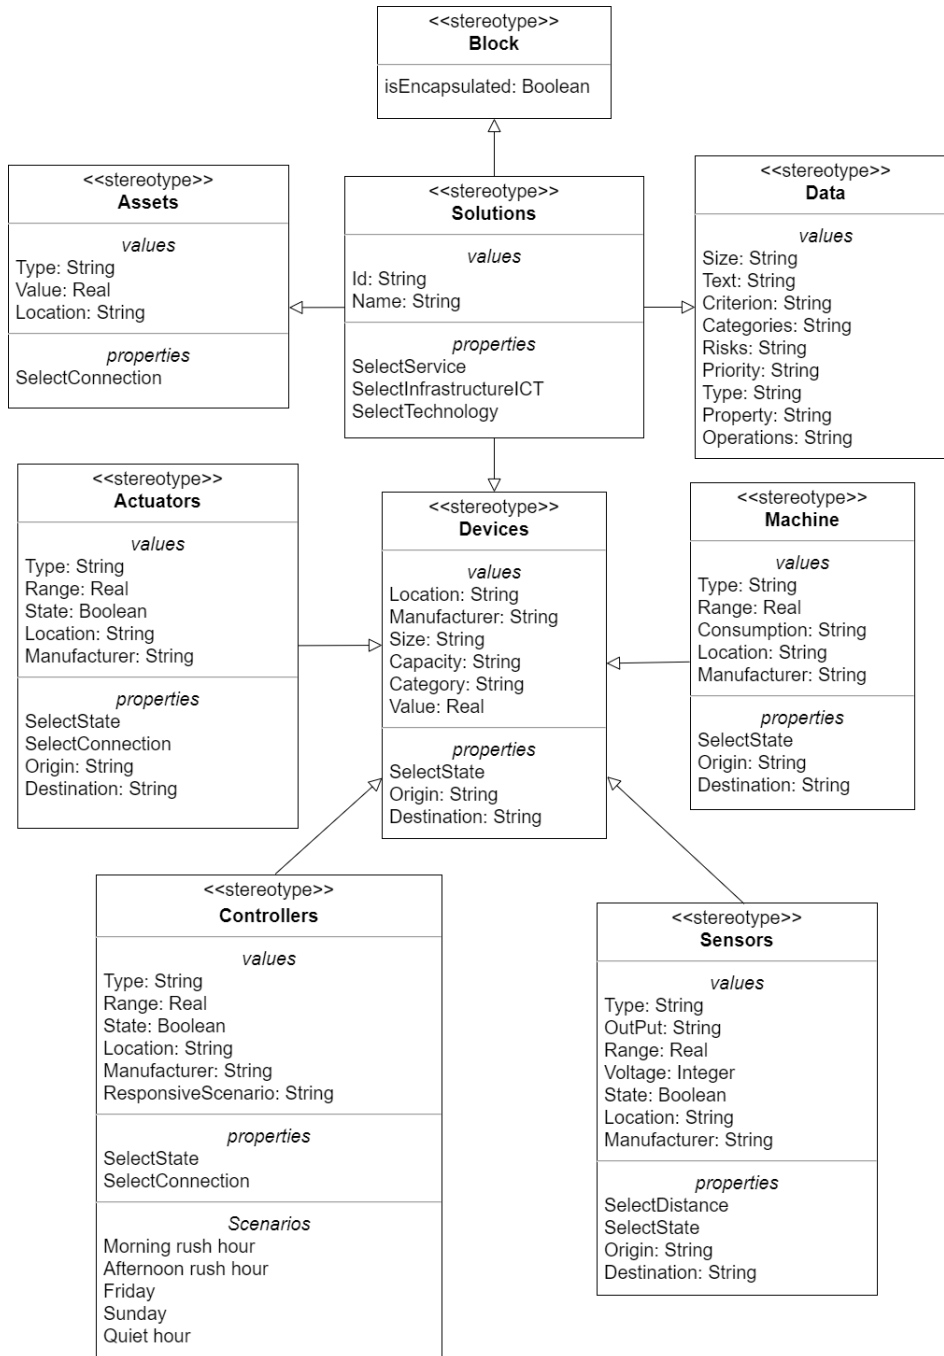 <<stereotype>>
Block
isEncapsulated: Boolean
<<stereotype>>
Assets
values
Type: String
Value: Real
Location: String
properties
SelectConnection
<<stereotype>>
Solutions
values
Id: String
Name: String
properties
SelectService
SelectInfrastructureICT
SelectTechnology
<<stereotype>>
Data
values
Size: String
Text: String
Criterion: String
Categories: String
Risks: String
Priority: String
Type: String
Property: String
Operations: String
<<stereotype>>
Actuators
values
Type: String
Range: Real
State: Boolean
Location: String
Manufacturer: String
properties
SelectState
SelectConnection
Origin: String
Destination: String
<<stereotype>>
Devices
values
Location: String
Manufacturer: String
Size: String
Capacity: String
Category: String
Value: Real
properties
SelectState
Origin: String
Destination: String
<<stereotype>>
Machine
values
Type: String
Range: Real
Consumption: String
Location: String
Manufacturer: String
properties
SelectState
Origin: String
Destination: String
<<stereotype>>
Controllers
values
Type: String
Range: Real
State: Boolean
Location: String
Manufacturer: String
ResponsiveScenario: String
properties
SelectState
SelectConnection
Scenarios
Morning rush hour
Afternoon rush hour
Friday
Sunday
Quiet hour
<<stereotype>>
Sensors
values
Type: String
OutPut: String
Range: Real
Voltage: Integer
State: Boolean
Location: String
Manufacturer: String
properties
SelectDistance
SelectState
Origin: String
Destination: String